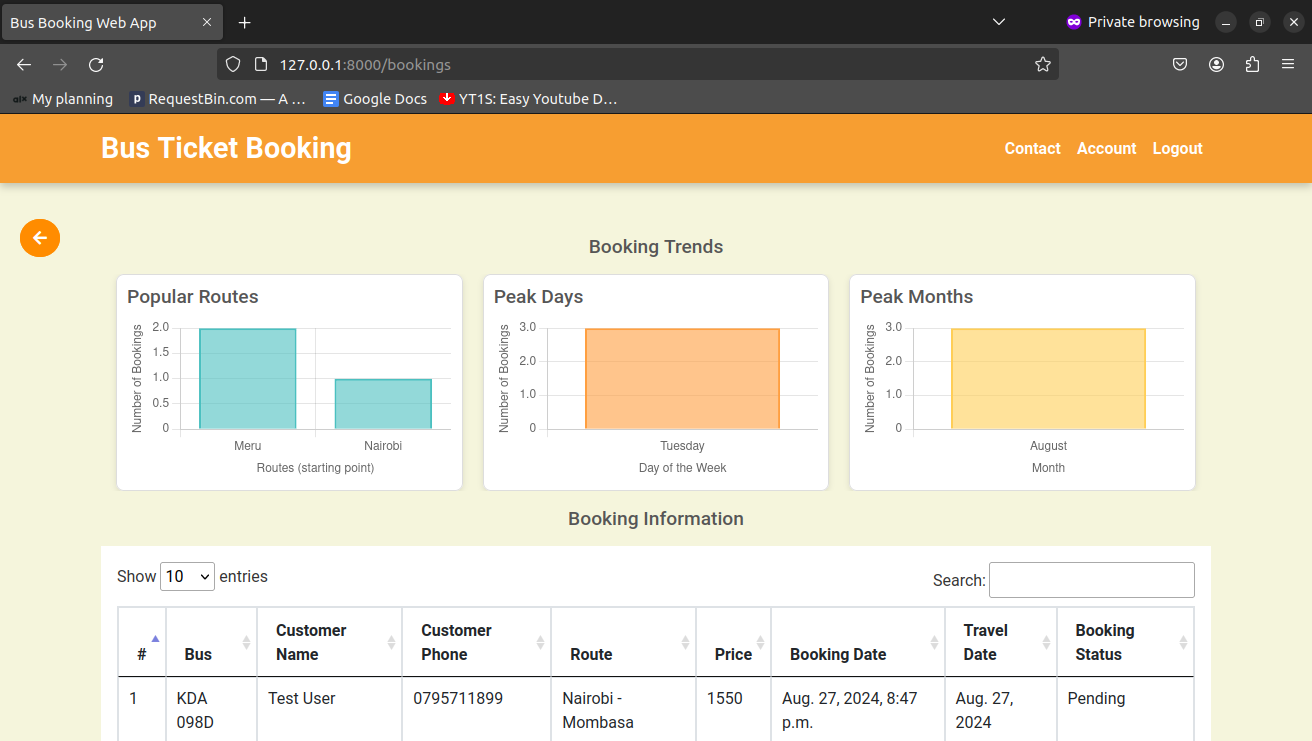 Bus Booking Web App
Private browsing
127.0.0.1:8000/bookings
My planning
RequestBin.com — A …
Google Docs
YT1S: Easy Youtube D…
Bus Ticket Booking
Contact Account Logout
Booking Trends
Popular Routes
Number of Bookings
2.0
1.5
1.0
0.5
0
Meru Nairobi
Routes (starting point)
Peak Days
Number of Bookings
3.0
2.0
1.0
0
Tuesday
Day of the Week
Peak Months
Number of Bookings
3.0
2.0
1.0
0
August
Month
Booking Information
Show 10 entries
Search:
#
Bus
Customer
Name
Customer
Phone
Route
Price
Booking Date
Travel
Date
Booking
Status
1
KDA
098D
Test User
0795711899
Nairobi -
Mombasa
1550
Aug. 27, 2024, 8:47
p.m.
Aug. 27,
2024
Pending